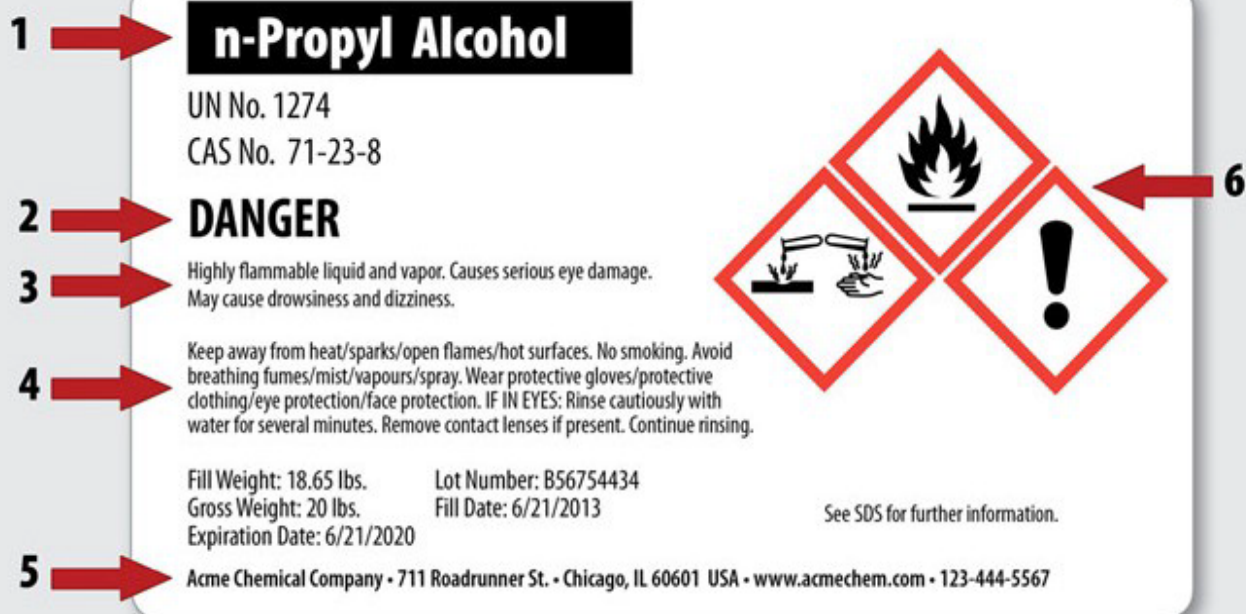 1
n-Propyl Alcohol
UN No. 1274
CAS No. 71-23-8
2
DANGER
3
Highly flammable liquid and vapor. Causes serious eye damage.
May cause drowsiness and dizziness.
4
Keep away from heat/sparks/open flames/hot surfaces. No smoking. Avoid
breathing fumes/mist/vapours/spray. Wear protective gloves/protective
clothing/eye protection/face protection. IF IN EYES: Rinse cautiously with
water for several minutes. Remove contact lenses if present. Continue rinsing.
Fill Weight: 18.65 lbs. Lot Number: B56754434
Gross Weight: 20 lbs. Fill Date: 6/21/2013
Expiration Date: 6/21/2020
See SDS for further information.
5
Acme Chemical Company • 711 Roadrunner St. • Chicago, IL 60601 USA • www.acmechem.com • 123-444-5567
6